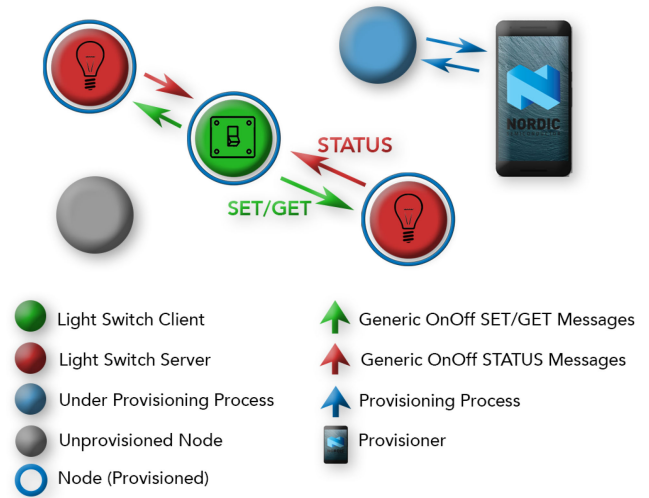 NORDIC
STATUS
SET/GET
Light Switch Client
Light Switch Server
Under Provisioning Process
Unprovisioned Node
Node (Provisioned)
Generic OnOff SET/GET Messages
Generic OnOff STATUS Messages
Provisioning Process
Provisioner